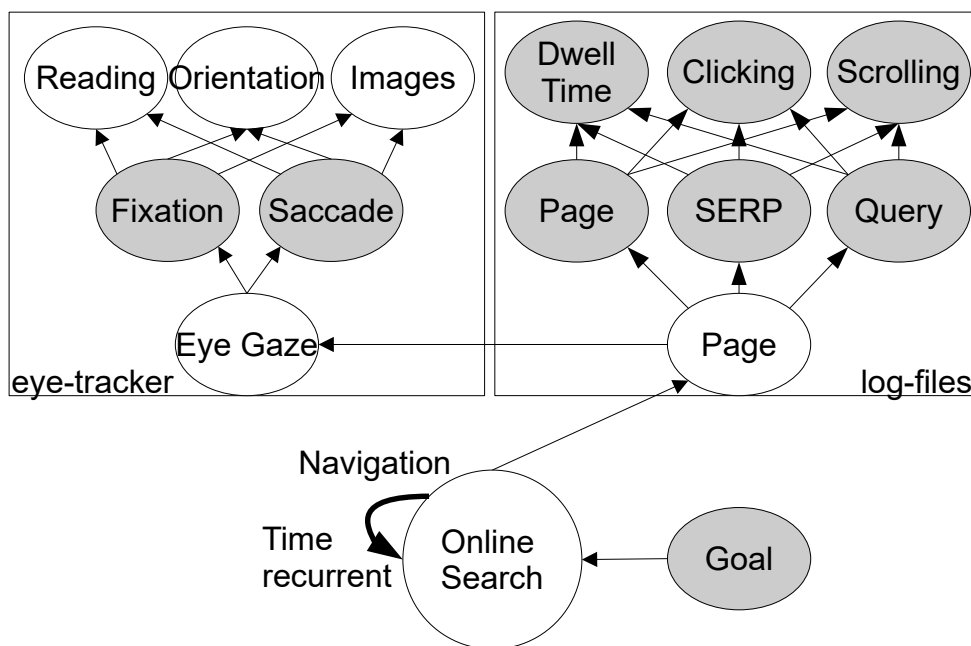 Reading
Orientation
Images
Fixation
Saccade
Eye Gaze
eye-tracker
Dwell
Time
Clicking
Scrolling
Page
SERP
Query
Page
log-files
Navigation
Time
recurrent
Online
Search
Goal